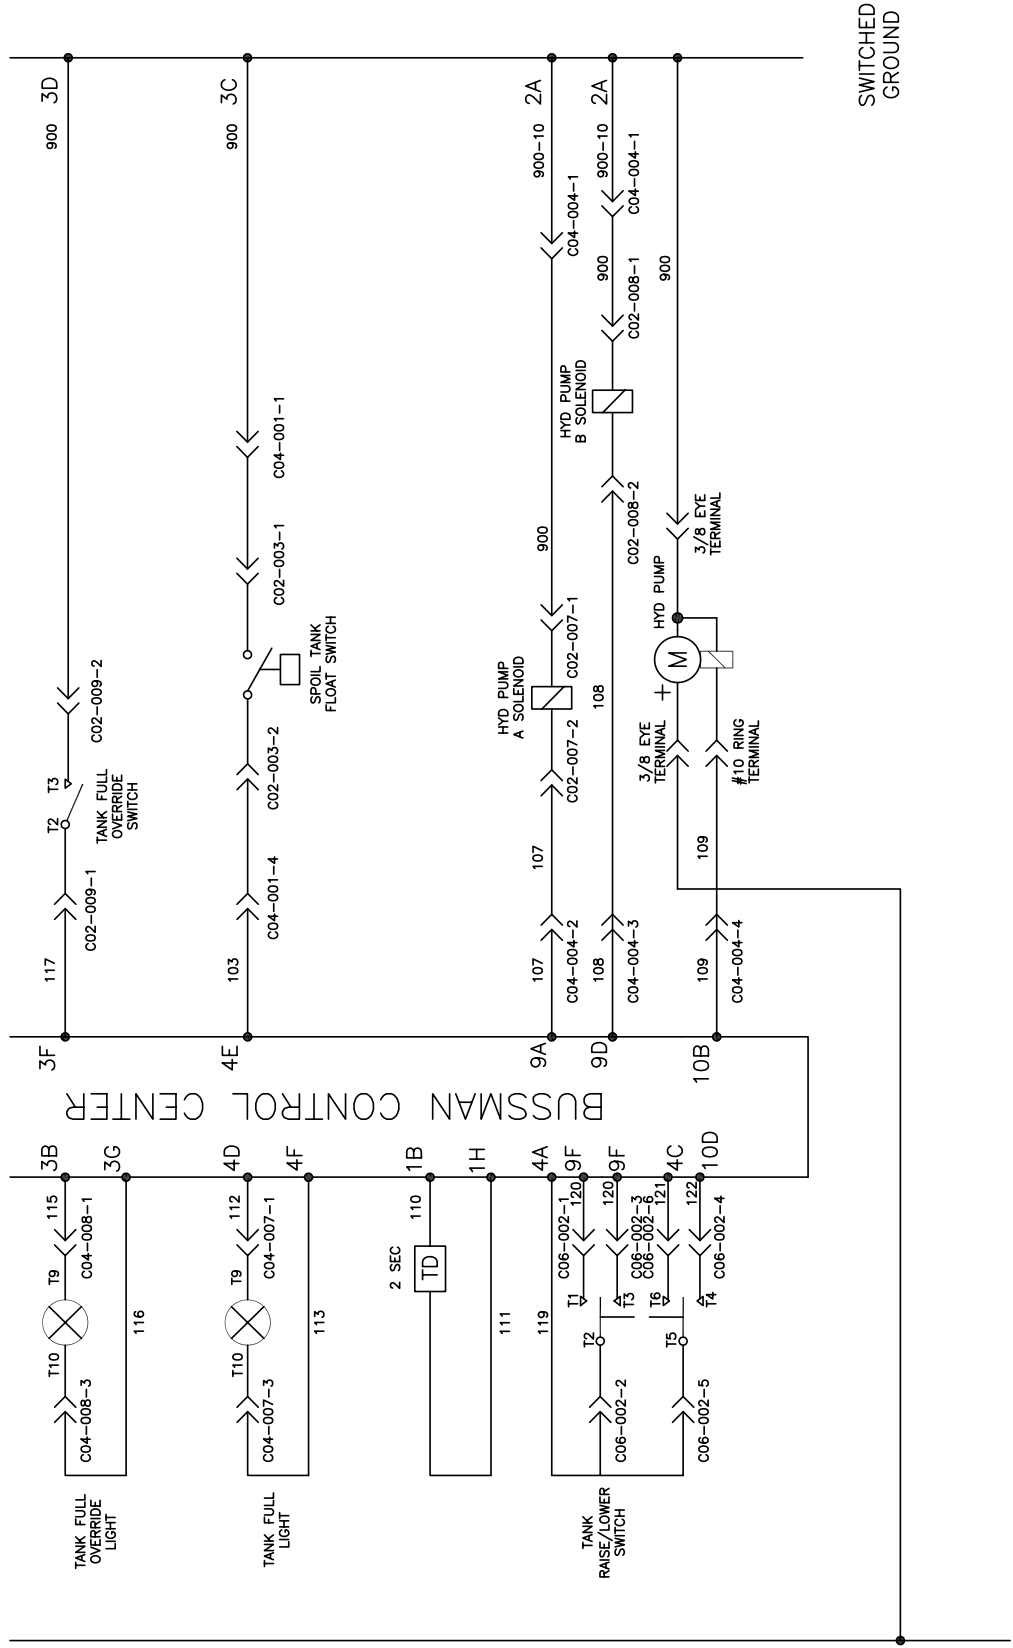 SWITCHED
GROUND
3D
900
C02-009-2
T3
T2
TANK FULL
OVERRIDE
SWITCH
C02-009-1
117
3F
3C
900
C04-001-1
C02-003-1
SPOIL TANK
FLOAT SWITCH
C02-003-2
C04-001-4
103
4E
2A
900-10
C04-004-1
900
C02-007-1
HYD PUMP
A SOLENOID
C02-007-2
107
107
C04-004-2
9A
2A
900-10
C04-004-1
900
C02-008-1
HYD PUMP
B SOLENOID
C02-008-2
108
108
C04-004-3
9D
900
3/8 EYE
TERMINAL
HYD PUMP
M
+
3/8 EYE
TERMINAL
#10 RING
TERMINAL
109
109
C04-004-4
10B
BUSSMAN CONTROL CENTER
3B
115
C04-008-1
T9
T10
C04-008-3
3G
116
TANK FULL
OVERRIDE
LIGHT
4D
112
C04-007-1
T9
T10
C04-007-3
4F
113
TANK FULL
LIGHT
1B
110
2 SEC
TD
1H
111
4A
119
9F
120
C06-002-1
T1
9F
120
C06-002-3
T3
T2
C06-002-2
4C
121
C06-002-6
T6
10D
122
C06-002-4
T4
T5
C06-002-5
TANK
RAISE/LOWER
SWITCH